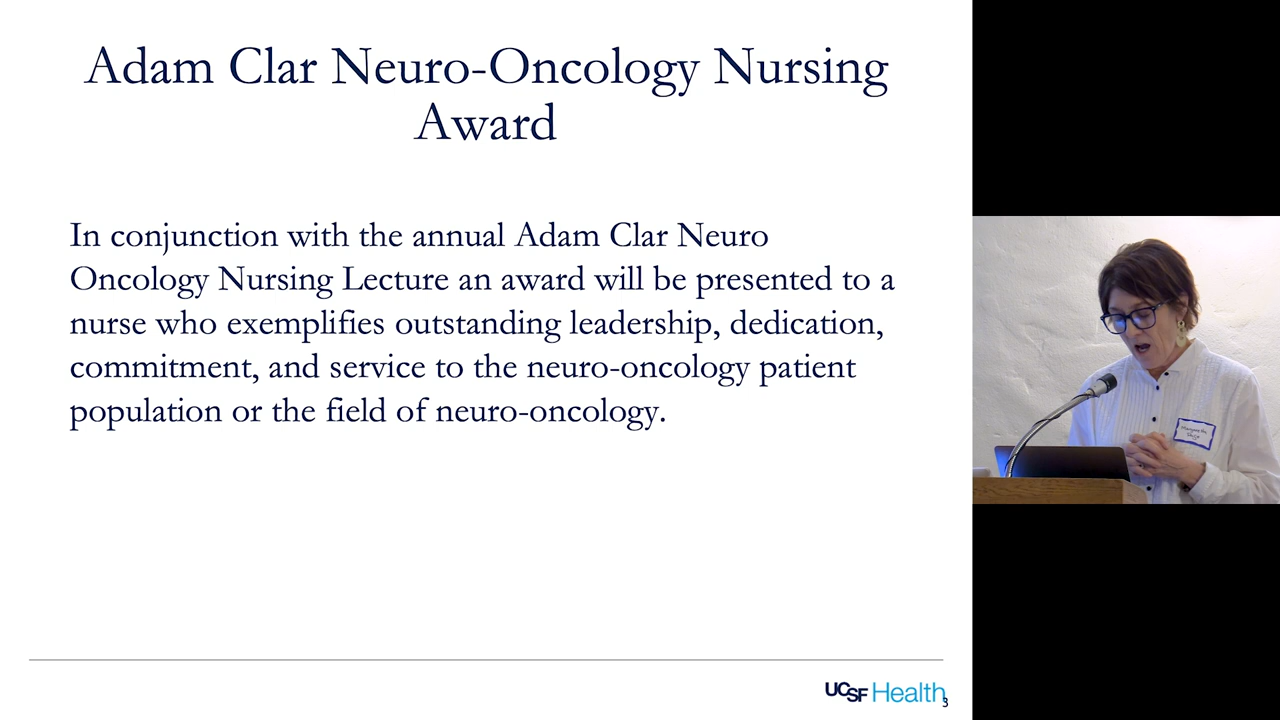 Adam Clar Neuro-Oncology Nursing
Award
In conjunction with the annual Adam Clar Neuro
Oncology Nursing Lecture an award will be presented to a
nurse who exemplifies outstanding leadership, dedication,
commitment, and service to the neuro-oncology patient
population or the field of neuro-oncology.
UCSF Health
3